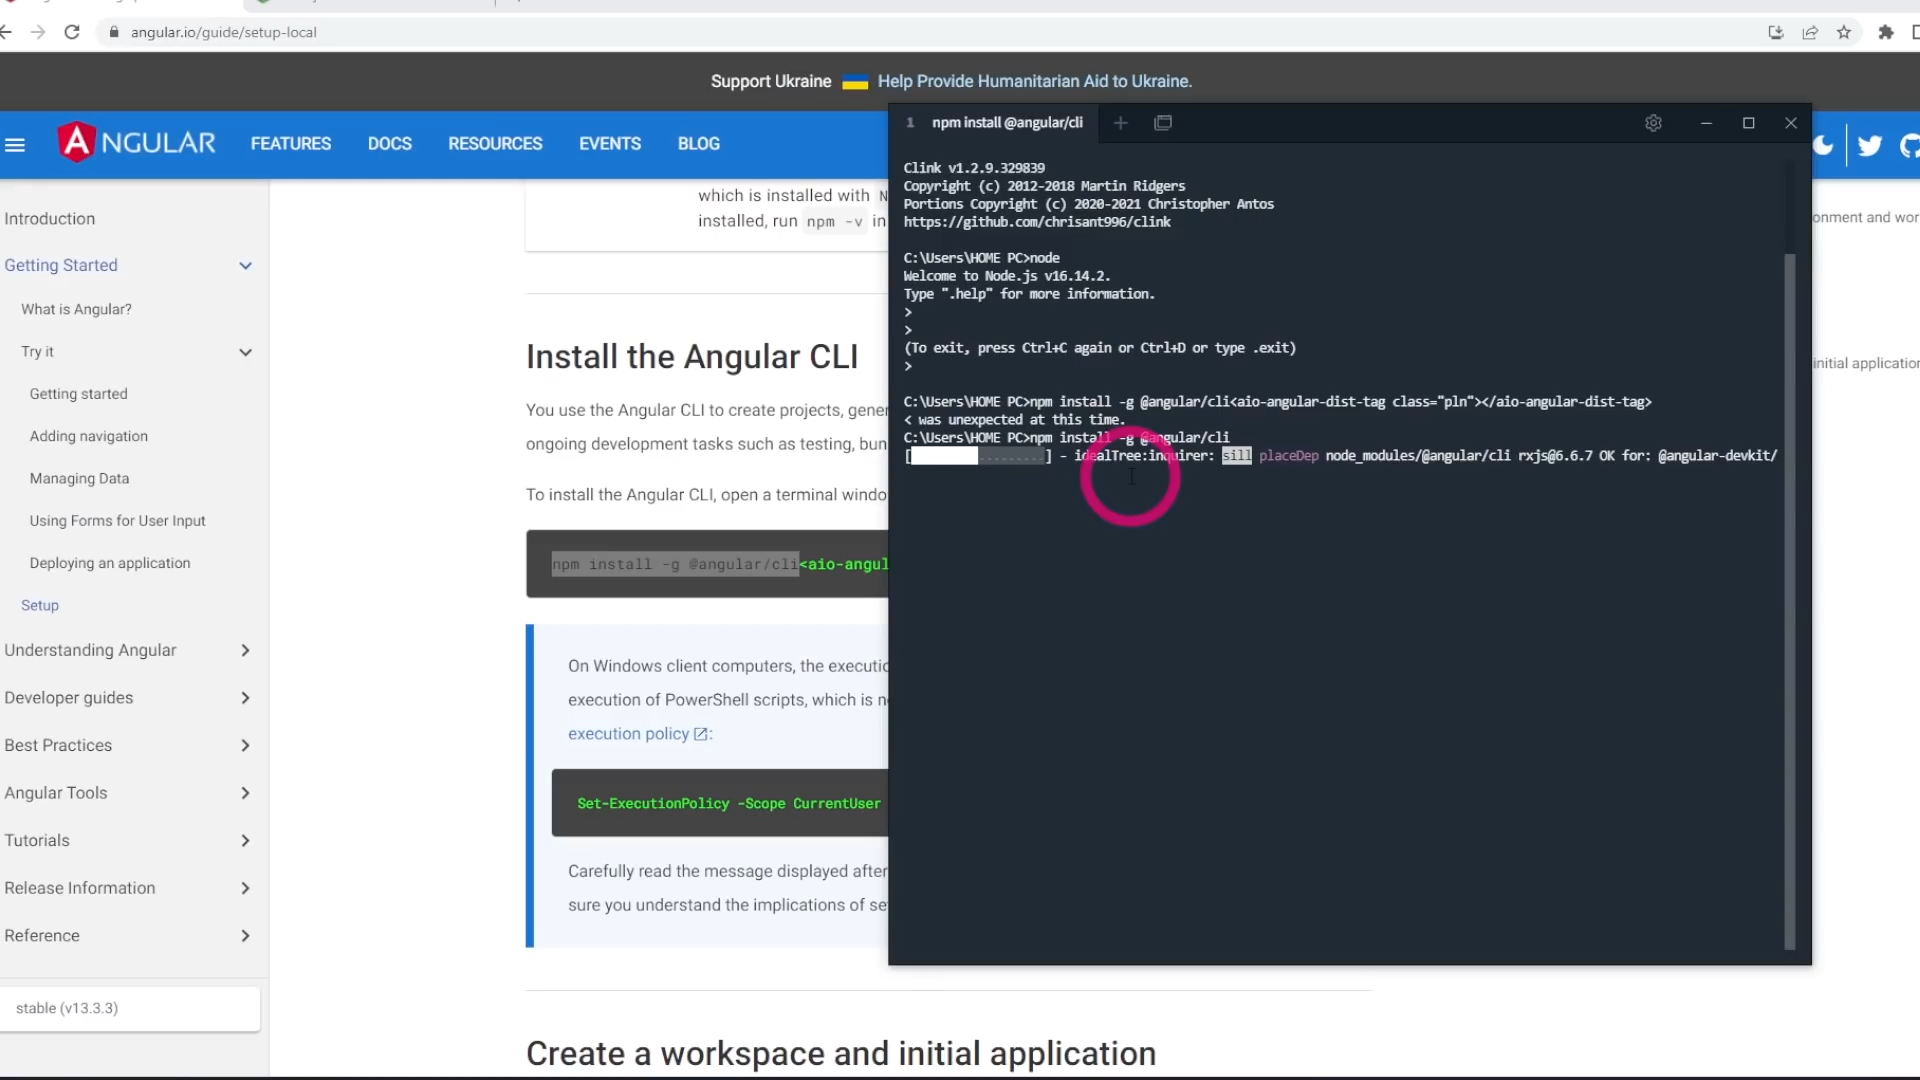 angular.io/guide/setup-local
Support Ukraine Help Provide Humanitarian Aid to Ukraine.
ANGULAR FEATURES DOCS RESOURCES EVENTS BLOG
Introduction
Getting Started
What is Angular?
Try it
Getting started
Adding navigation
Managing Data
Using Forms for User Input
Deploying an application
Setup
Understanding Angular
Developer guides
Best Practices
Angular Tools
Tutorials
Release Information
Reference
stable (v13.3.3)
which is installed with N
installed, run npm -v in
Install the Angular CLI
You use the Angular CLI to create projects, gene
ongoing development tasks such as testing, bun
To install the Angular CLI, open a terminal windo
npm install -g @angular/cli<aio-angul
On Windows client computers, the executio
execution of PowerShell scripts, which is n
execution policy :
Set-ExecutionPolicy -Scope CurrentUser
Carefully read the message displayed after
sure you understand the implications of se
Create a workspace and initial application
1 npm install @angular/cli
Clink v1.2.9.329839
Copyright (c) 2012-2018 Martin Ridgers
Portions Copyright (c) 2020-2021 Christopher Antos
https://github.com/chrisant996/clink
C:\Users\HOME PC>node
Welcome to Node.js v16.14.2.
Type ".help" for more information.
>
>
(To exit, press Ctrl+C again or Ctrl+D or type .exit)
>
C:\Users\HOME PC>npm install -g @angular/cli<aio-angular-dist-tag class="pln"></aio-angular-dist-tag>
< was unexpected at this time.
C:\Users\HOME PC>npm install -g @angular/cli
[ .........] - idealTree:inquirer: sill placeDep node_modules/@angular/cli rxjs@6.6.7 OK for: @angular-devkit/
onment and wor
initial application